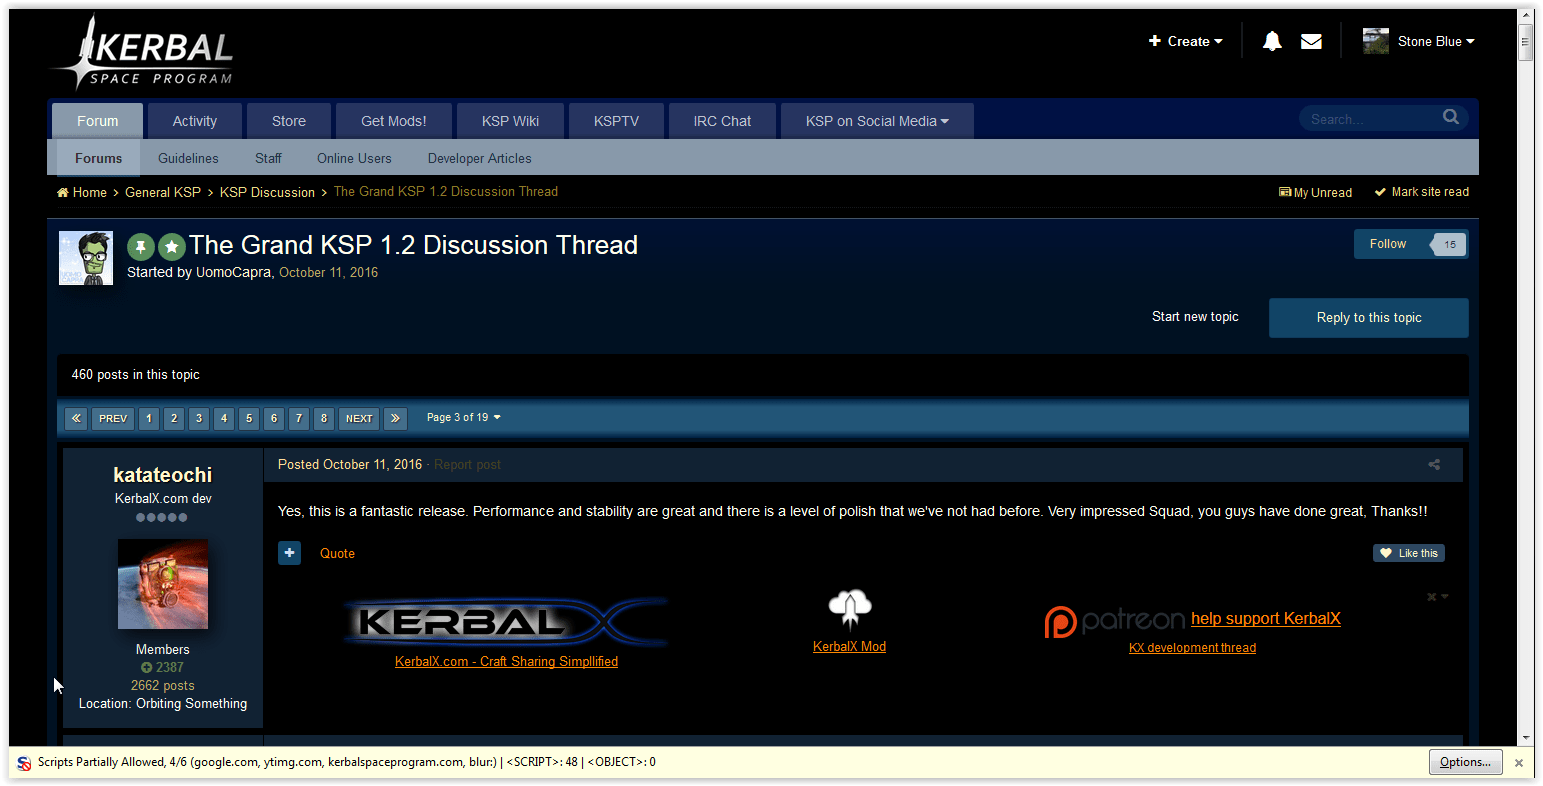 KERBAL
SPACE PROGRAM
Create
Stone Blue
Forum Activity Store Get Mods! KSP Wiki KSPTV IRC Chat KSP on Social Media
Search...
Forums Guidelines Staff Online Users Developer Articles
Home > General KSP > KSP Discussion > The Grand KSP 1.2 Discussion Thread
My Unread Mark site read
The Grand KSP 1.2 Discussion Thread
Started by UomoCapra, October 11, 2016
UOMO
CAPRA
Follow 15
Start new topic Reply to this topic
460 posts in this topic
« PREV 1 2 3 4 5 6 7 8 NEXT » Page 3 of 19
katateochi
KerbalX.com dev
Members
2387
2662 posts
Location: Orbiting Something
Posted October 11, 2016 · Report post
Yes, this is a fantastic release. Performance and stability are great and there is a level of polish that we've not had before. Very impressed Squad, you guys have done great, Thanks!!
+ Quote
Like this
KERBAL X
KerbalX.com - Craft Sharing Simpllified
KerbalX Mod
patreon help support KerbalX
KX development thread
Scripts Partially Allowed, 4/6 (google.com, ytimg.com, kerbalspaceprogram.com, blur:) | <SCRIPT>: 48 | <OBJECT>: 0
Options...